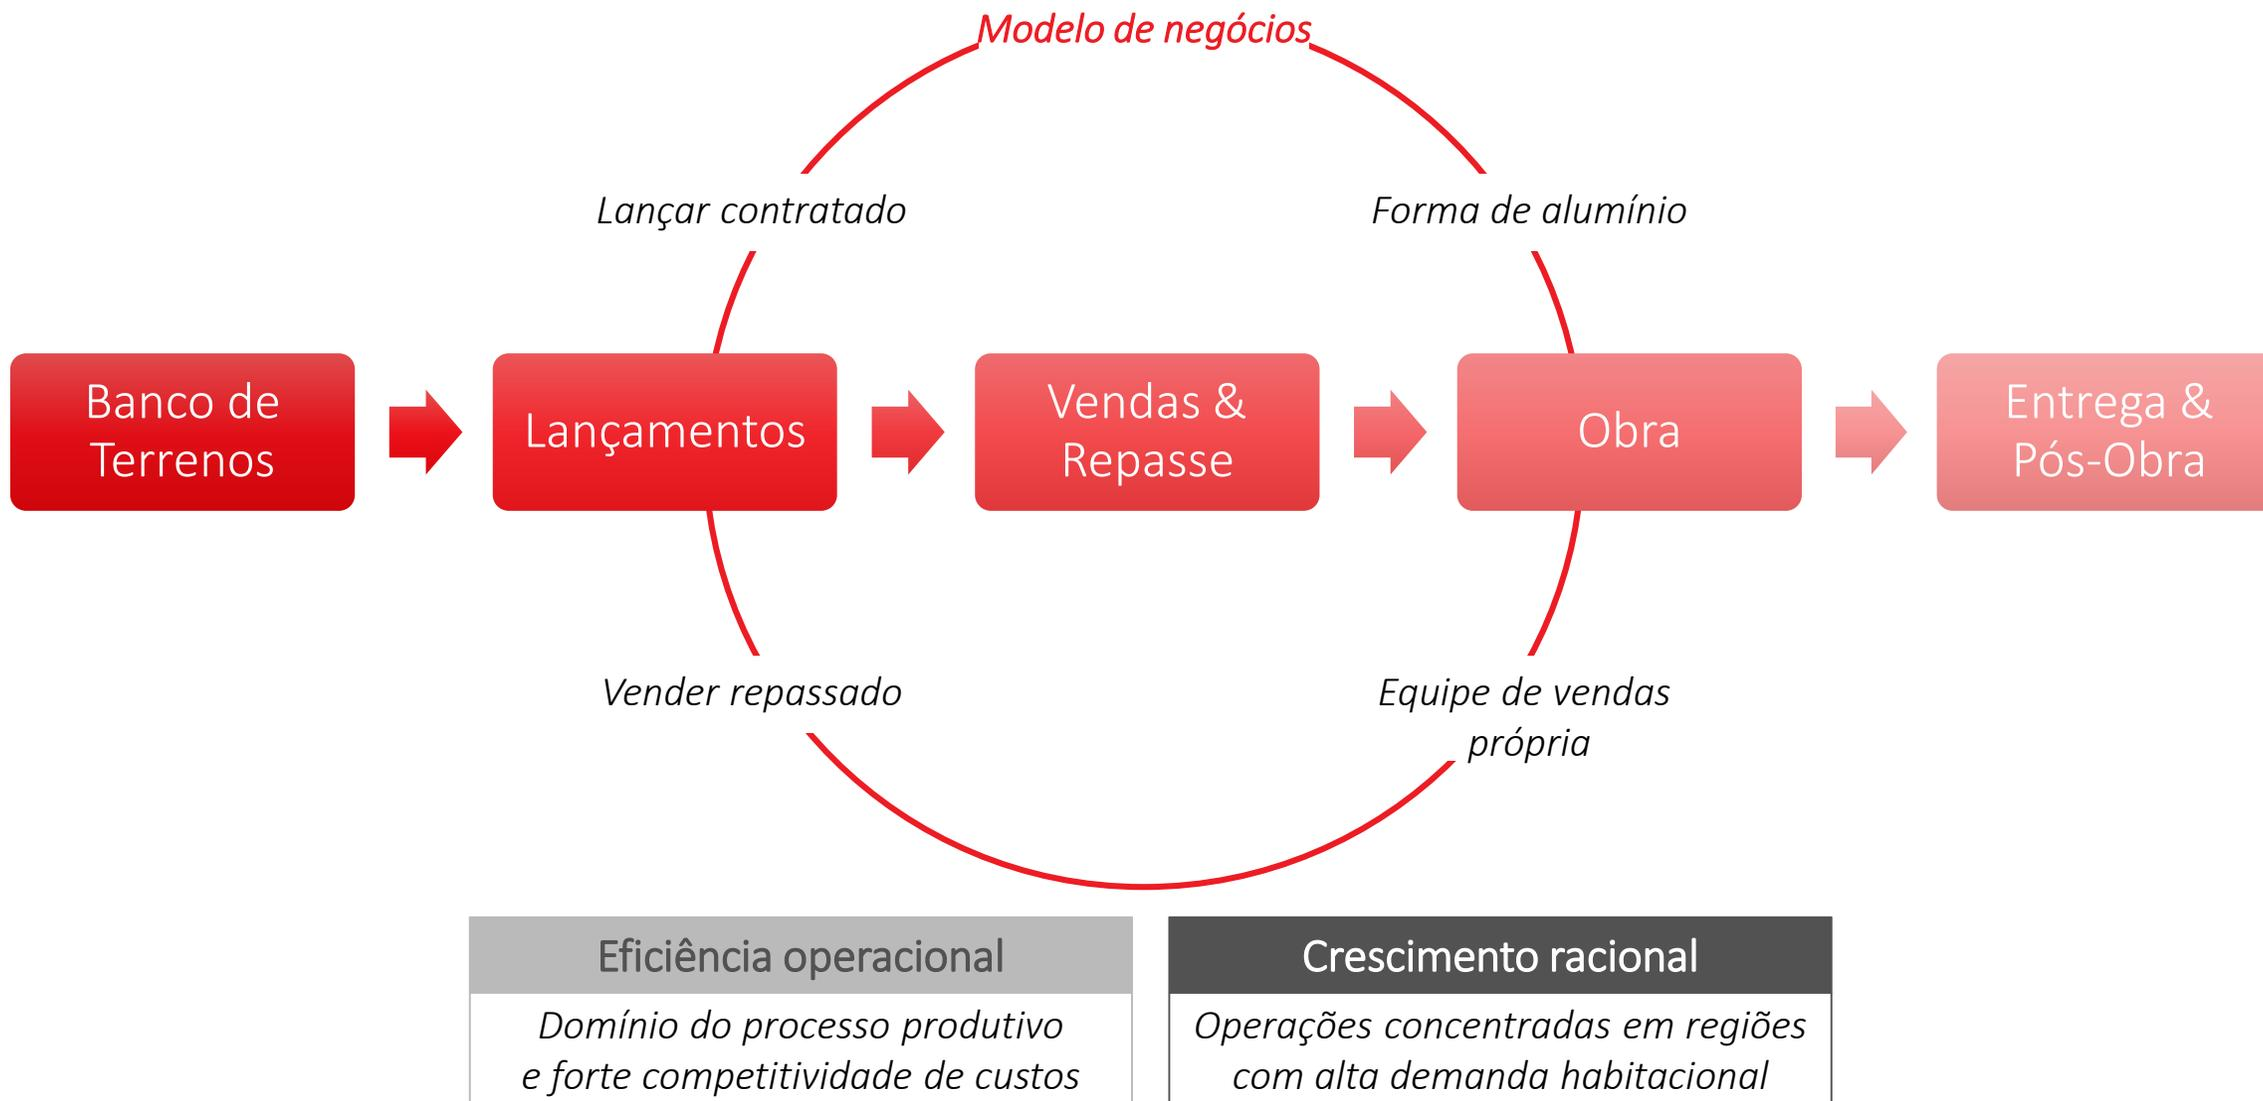 Modelo de negócios
Lançar contratado
Forma de alumínio
Banco de
Terrenos
Lançamentos
Vendas &
Repasse
Obra
Entrega &
Pós-Obra
Vender repassado
Equipe de vendas
própria
Eficiência operacional
Domínio do processo produtivo
e forte competitividade de custos
Crescimento racional
Operações concentradas em regiões
com alta demanda habitacional